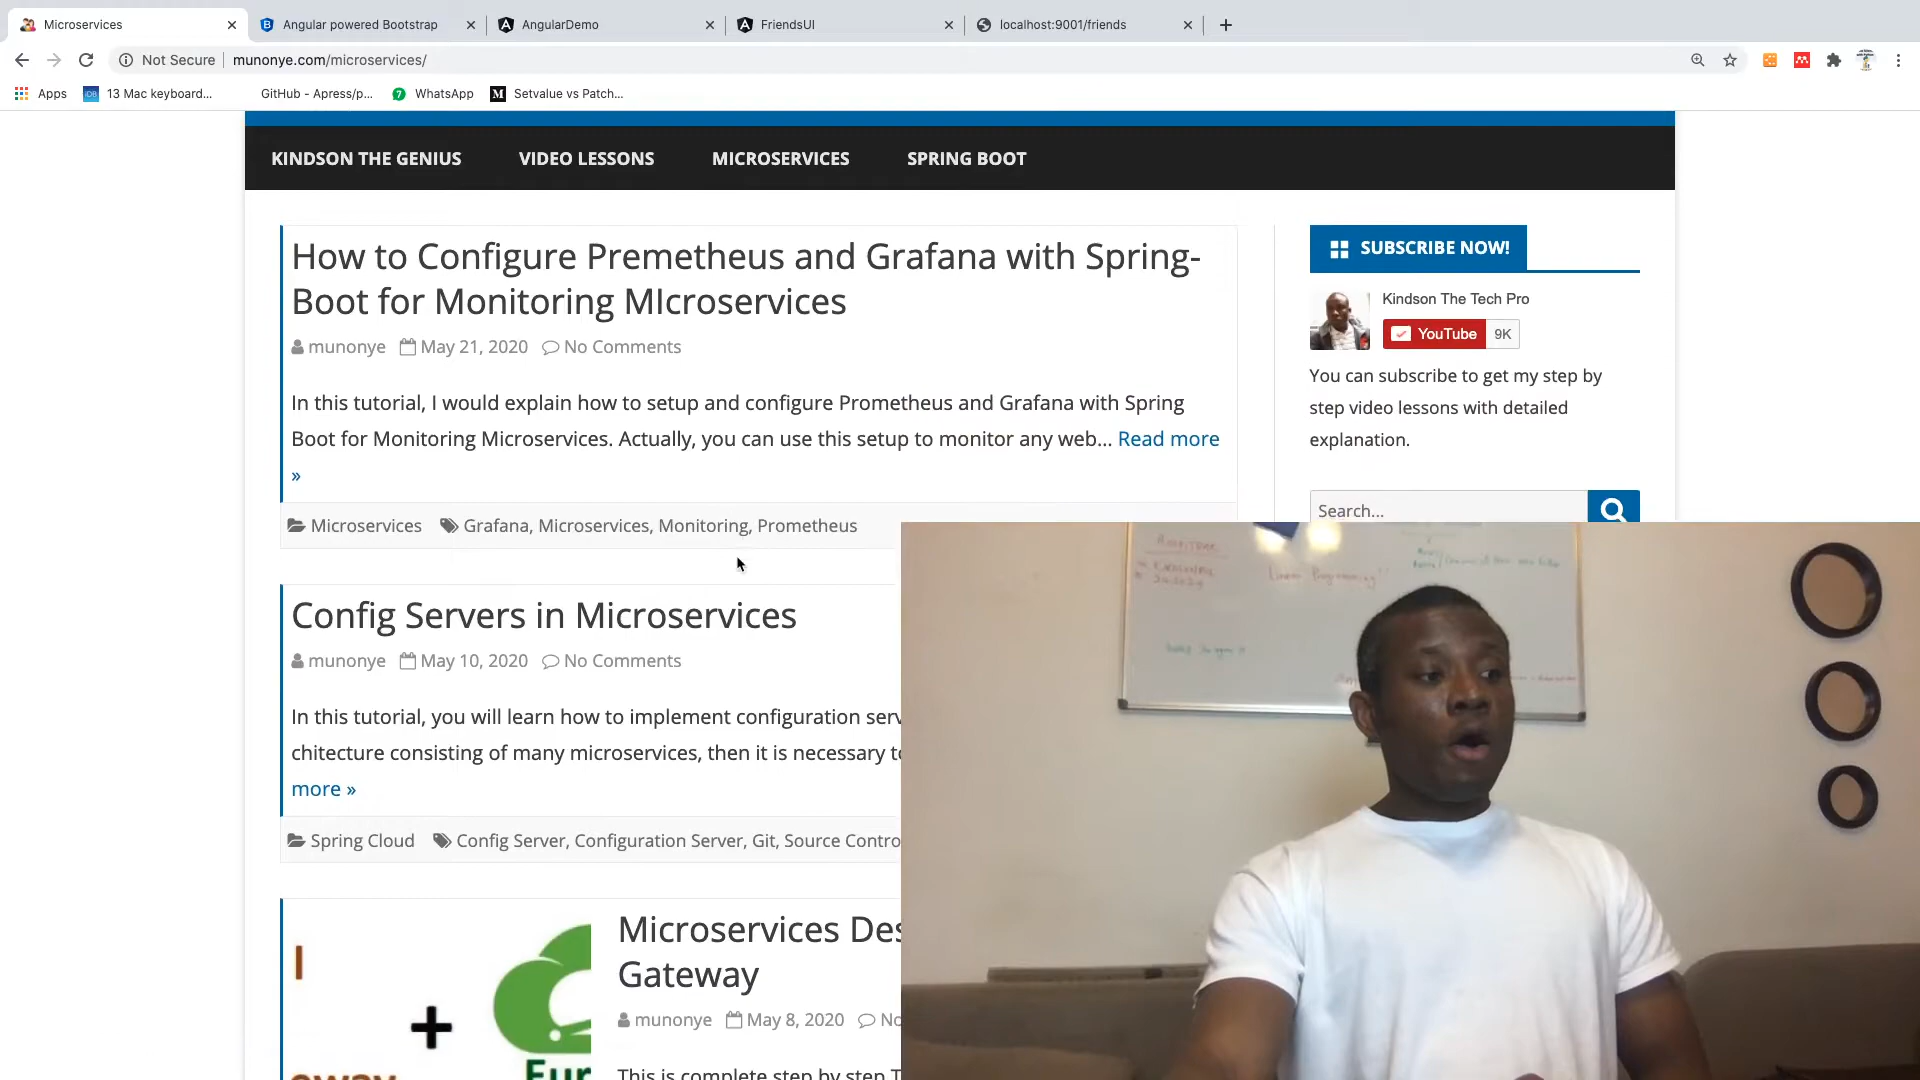 Microservices
Angular powered Bootstrap
AngularDemo
FriendsUI
localhost:9001/friends
Not Secure
munonye.com/microservices/
Apps
13 Mac keyboard...
GitHub - Apress/p...
WhatsApp
Setvalue vs Patch...
KINDSON THE GENIUS
VIDEO LESSONS
MICROSERVICES
SPRING BOOT
How to Configure Premetheus and Grafana with Spring-
Boot for Monitoring MIcroservices
munonye May 21, 2020 No Comments
In this tutorial, I would explain how to setup and configure Prometheus and Grafana with Spring
Boot for Monitoring Microservices. Actually, you can use this setup to monitor any web... Read more
»
Microservices Grafana, Microservices, Monitoring, Prometheus
SUBSCRIBE NOW!
Kindson The Tech Pro
YouTube 9K
You can subscribe to get my step by
step video lessons with detailed
explanation.
Search...
Config Servers in Microservices
munonye May 10, 2020 No Comments
In this tutorial, you will learn how to implement configuration serv
chitecture consisting of many microservices, then it is necessary to
more »
Spring Cloud Config Server, Configuration Server, Git, Source Contro
Microservices Des
Gateway
munonye May 8, 2020 No
This is complete step by step T
+
Linear Programming